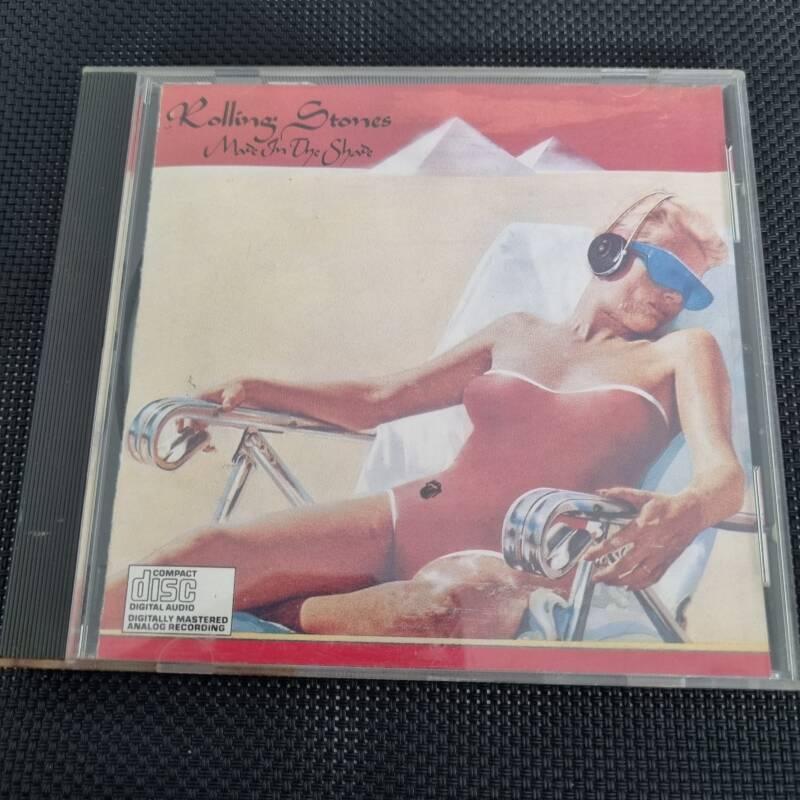 Rolling Stones
Made In The Shade
COMPACT
disc
DIGITAL AUDIO
DIGITALLY MASTERED
ANALOG RECORDING